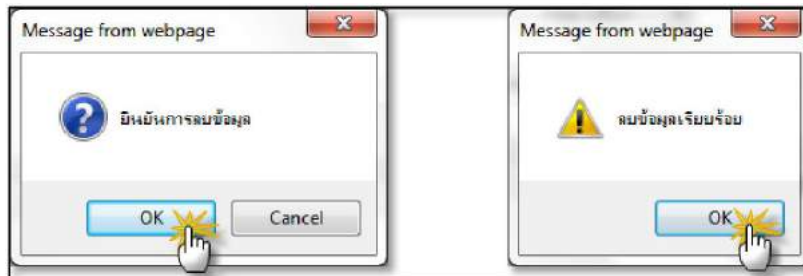 Message from webpage
ยืนยันการลบข้อมูล
OK
Cancel
Message from webpage
ลบข้อมูลเรียบร้อย
OK